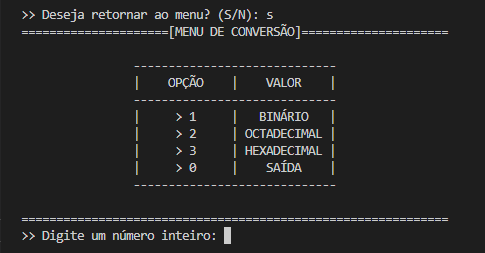 >> Deseja retornar ao menu? (S/N): s
=====================[MENU DE CONVERSÃO]=====================
-----------------------------
|    OPÇÃO    |    VALOR    |
-----------------------------
|     > 1     |   BINÁRIO   |
|     > 2     | OCTADECIMAL |
|     > 3     | HEXADECIMAL |
|     > 0     |    SAÍDA    |
-----------------------------
=============================================================
>> Digite um número inteiro: